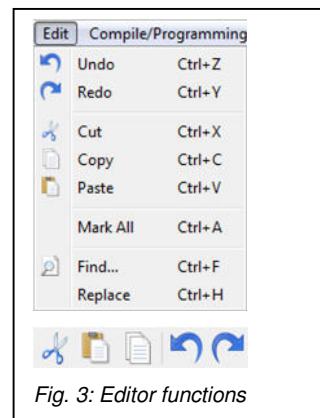 Edit Compile/Programming
Undo Ctrl+Z
Redo Ctrl+Y
Cut Ctrl+X
Copy Ctrl+C
Paste Ctrl+V
Mark All Ctrl+A
Find... Ctrl+F
Replace Ctrl+H
Fig. 3: Editor functions